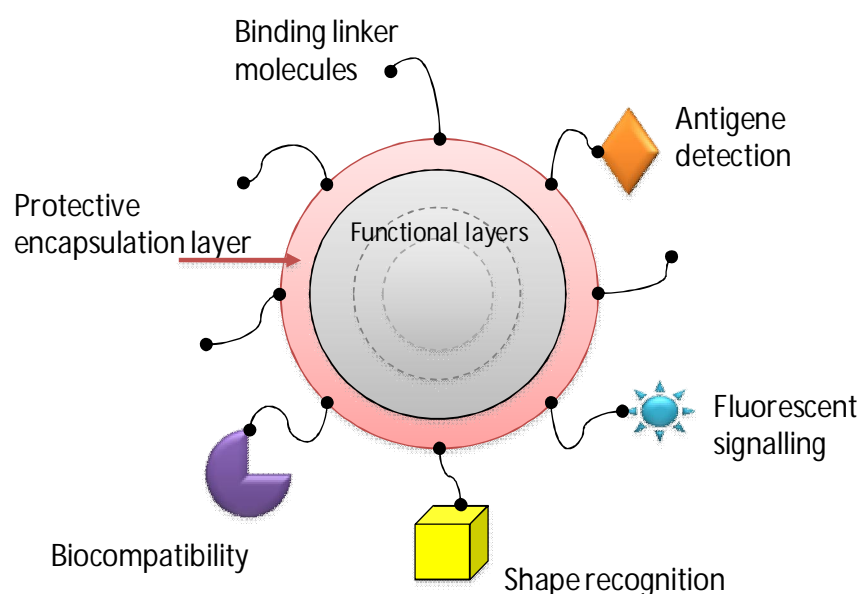 Binding linker
molecules
Antigene
detection
Protective
encapsulation layer
Functional layers
Fluorescent
signalling
Biocompatibility
Shape recognition